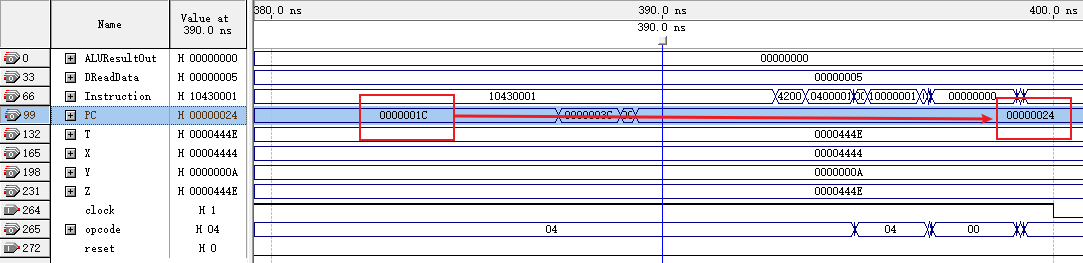 380.0 ns 390.0 ns 400.0 ns
Name Value at 390.0 ns 390.0 ns
0 ALUResultOut H 00000000 00000000
33 DReadData H 00000005 00000005
66 Instruction H 10430001 10430001 4200 0400001 10000001 00000000
99 PC H 00000024 0000001C 0000003C 00000024
132 T H 0000444E 0000444E
165 X H 00004444 00004444
198 Y H 0000000A 0000000A
231 Z H 0000444E 0000444E
264 clock H 1
265 opcode H 04 04 04 00
272 reset H 0